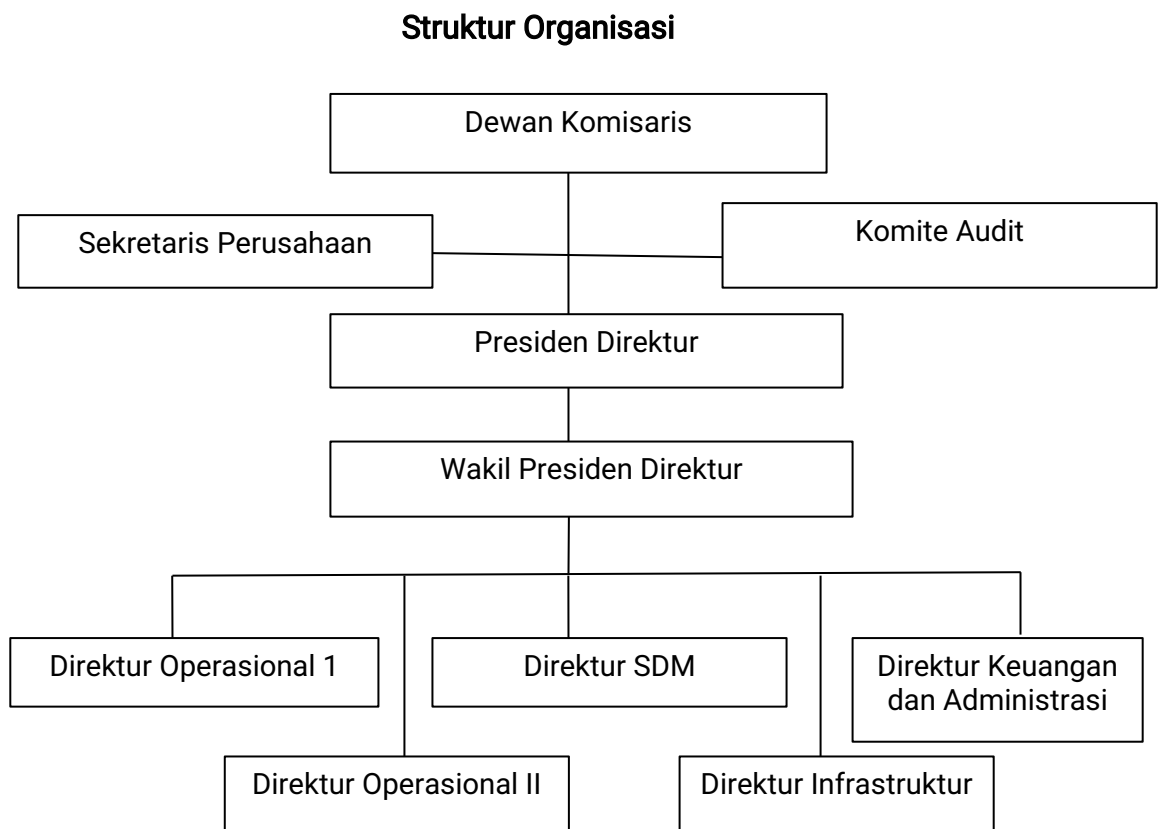 Struktur Organisasi
Dewan Komisaris
Sekretaris Perusahaan
Komite Audit
Presiden Direktur
Wakil Presiden Direktur
Direktur Operasional 1
Direktur SDM
Direktur Keuangan
dan Administrasi
Direktur Operasional II
Direktur Infrastruktur